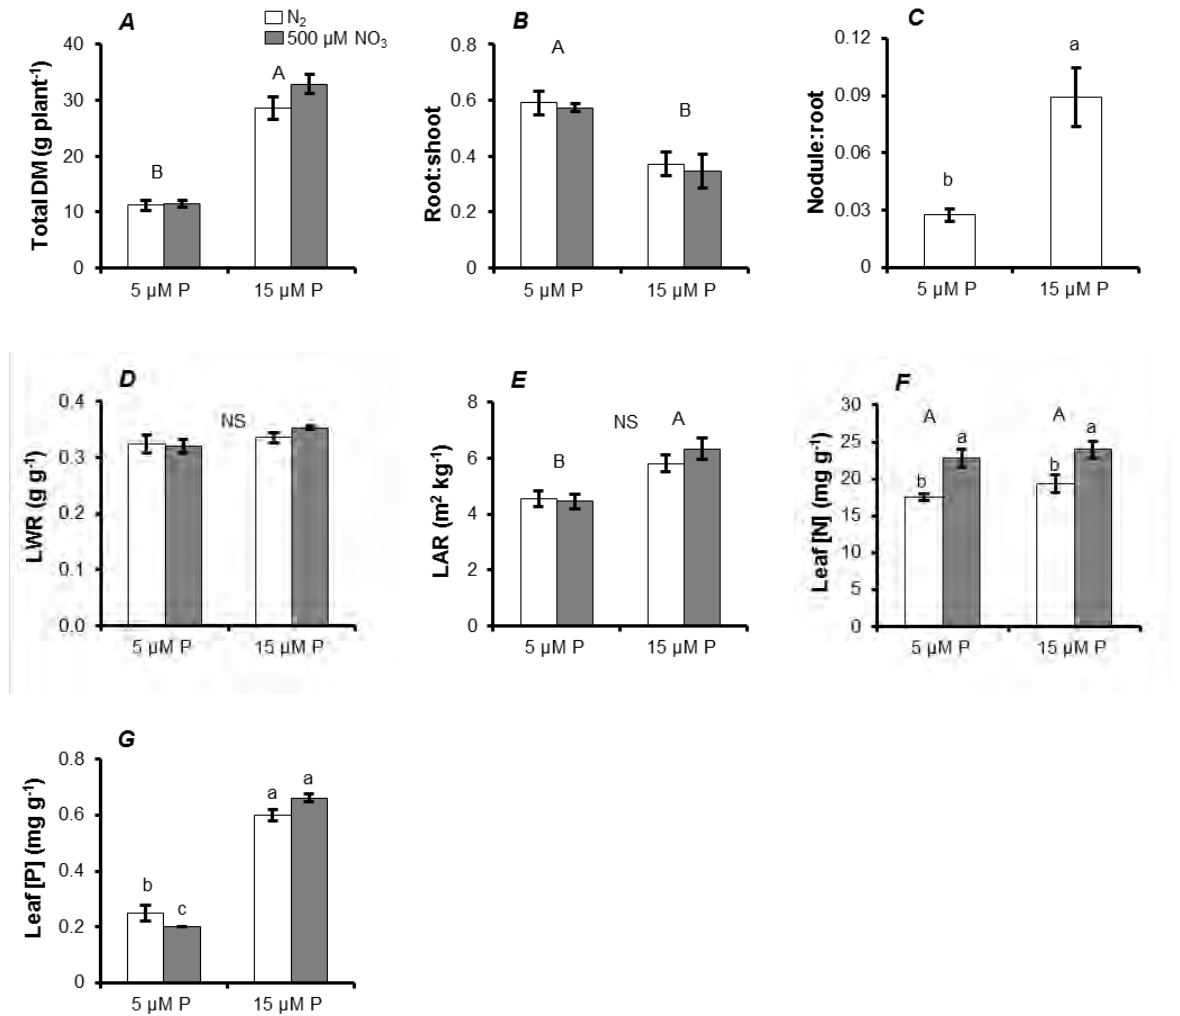 A
N₂
500 µM NO₃
Total DM (g plant⁻¹)
40
30
20
10
0
B
A
5 µM P
15 µM P
B
Root:shoot
0.8
0.6
0.4
0.2
0
A
B
5 µM P
15 µM P
C
Nodule:root
0.12
0.09
0.06
0.03
0
b
a
5 µM P
15 µM P
D
LWR (g g⁻¹)
0.4
0.3
0.2
0.1
0.0
NS
5 µM P
15 µM P
E
LAR (m² kg⁻¹)
8
6
4
2
0
B
NS A
5 µM P
15 µM P
F
Leaf [N] (mg g⁻¹)
30
25
20
15
10
5
0
A
A
b
a
b
a
5 µM P
15 µM P
G
Leaf [P] (mg g⁻¹)
0.8
0.6
0.4
0.2
0
b
c
a
a
5 µM P
15 µM P